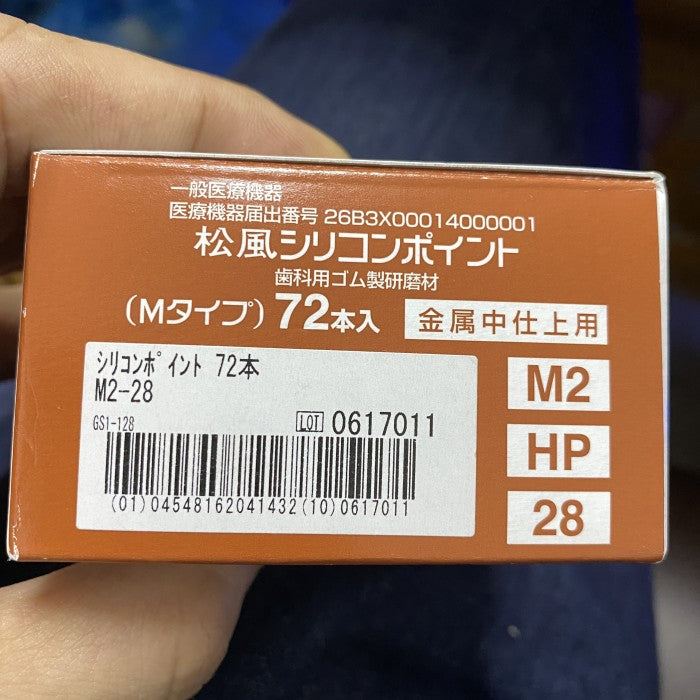 一般医療機器
医療機器届出番号 26B3X00014000001
松風シリコンポイント
歯科用ゴム製研磨材
(Mタイプ) 72本入 金属中仕上用
シリコンポイント 72本
M2-28
GS1-128 LOT 0617011
(01)04548162041432(10)0617011
M2
HP
28